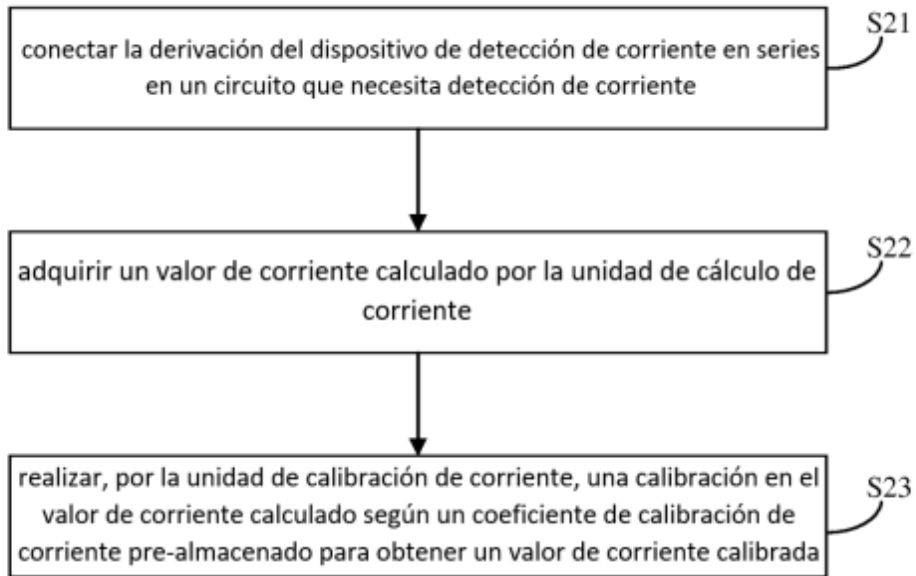 conectar la derivación del dispositivo de detección de corriente en series
en un circuito que necesita detección de corriente
S21
adquirir un valor de corriente calculado por la unidad de cálculo de
corriente
S22
realizar, por la unidad de calibración de corriente, una calibración en el
valor de corriente calculado según un coeficiente de calibración de
corriente pre-almacenado para obtener un valor de corriente calibrada
S23